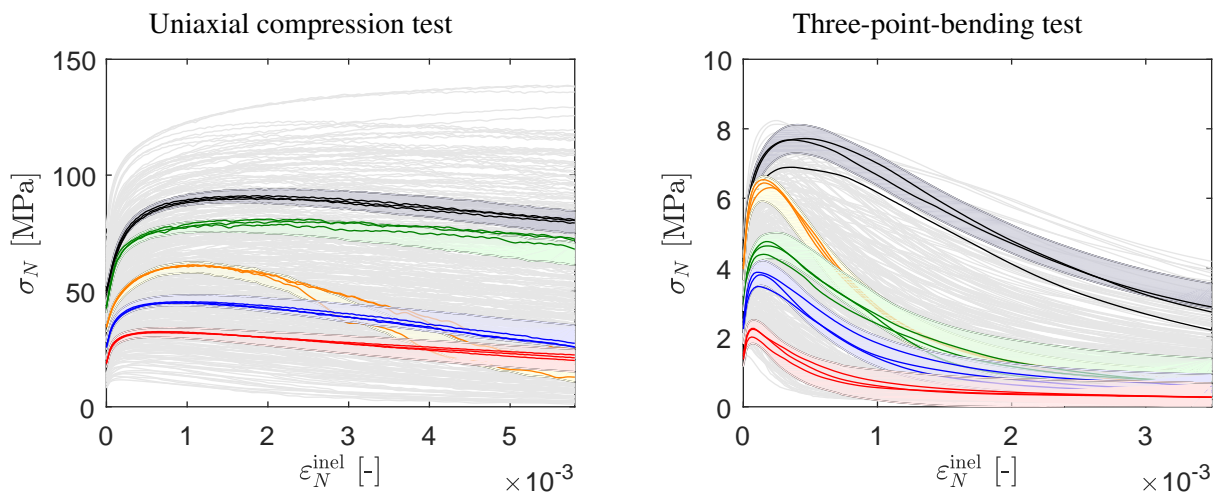 Uniaxial compression test
150
100
50
0
σ_N [MPa]
0 1 2 3 4 5
ε_N^inel [-]
×10^-3
Three-point-bending test
10
8
6
4
2
0
σ_N [MPa]
0 1 2 3
ε_N^inel [-]
×10^-3